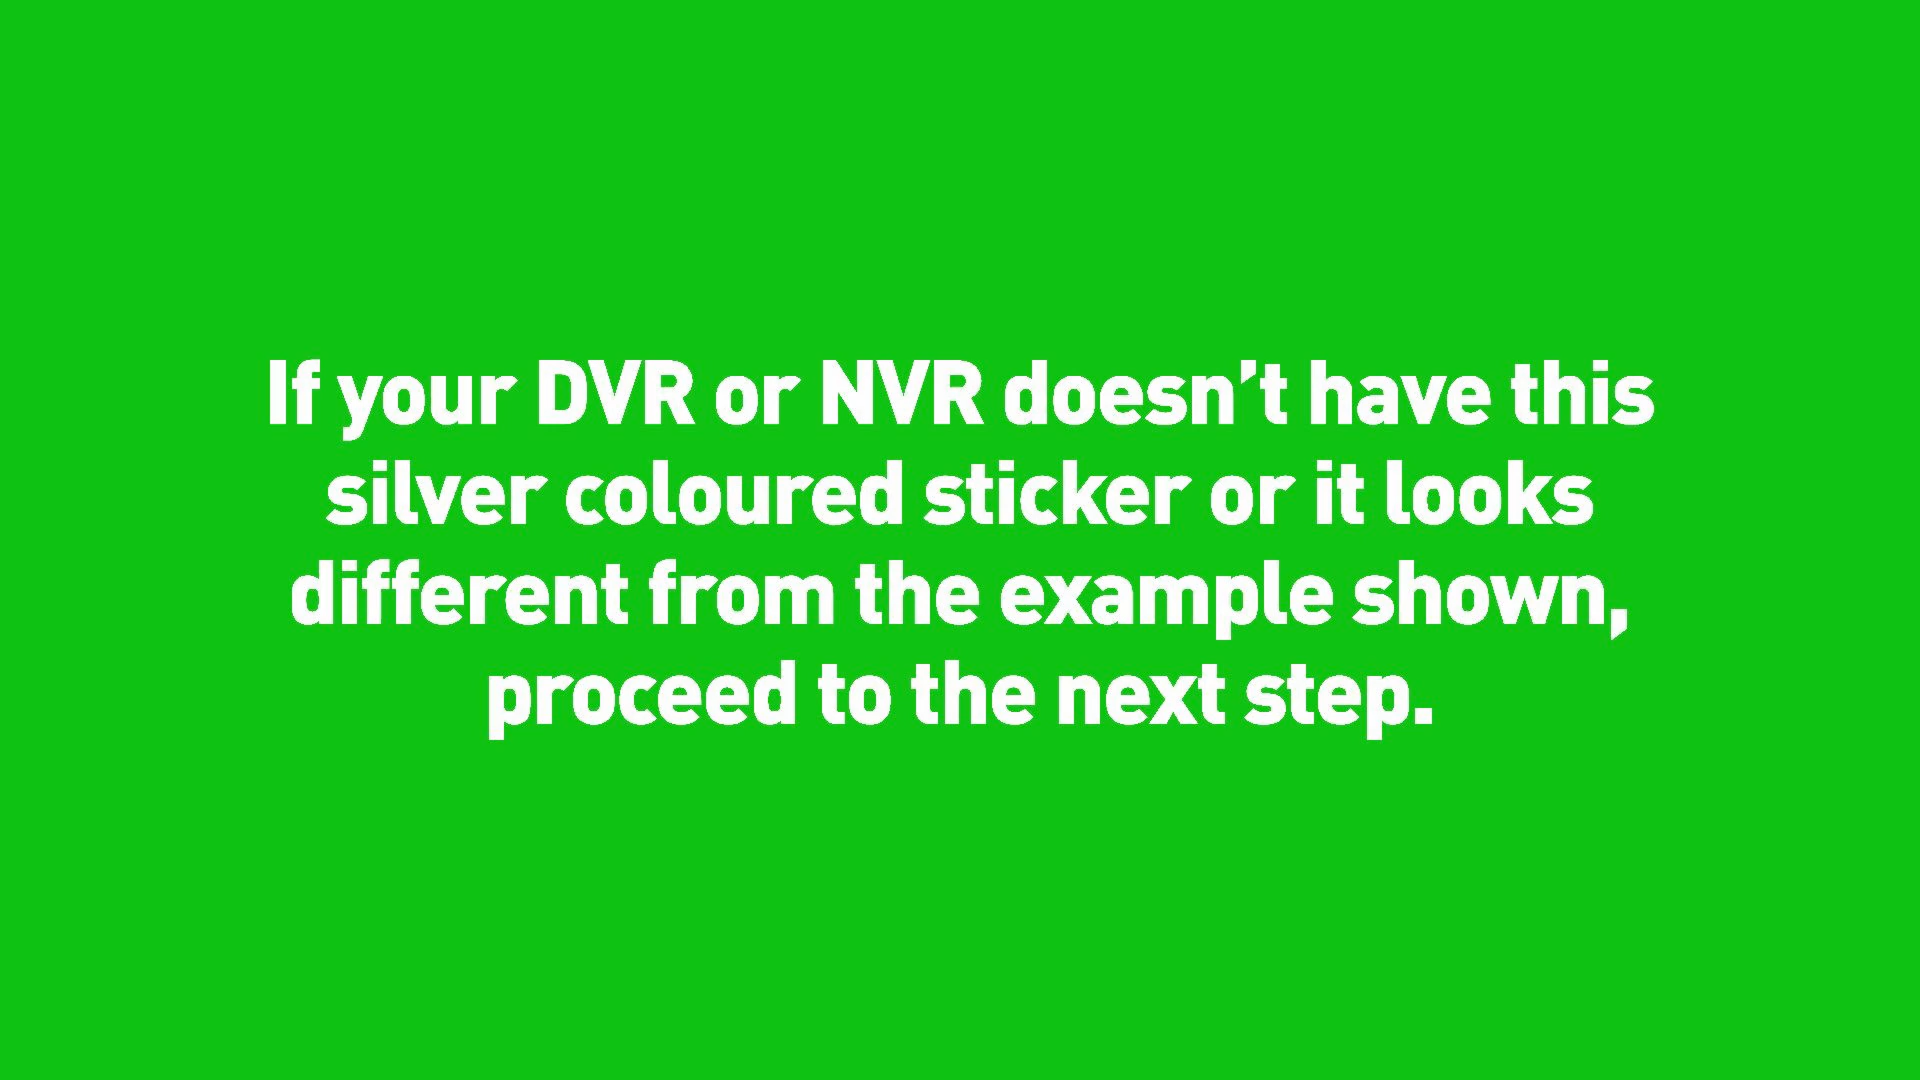 If your DVR or NVR doesn’t have this
silver coloured sticker or it looks
different from the example shown,
proceed to the next step.